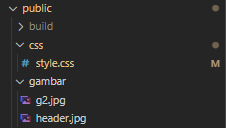 public
build
css
# style.css M
gambar
g2.jpg
header.jpg